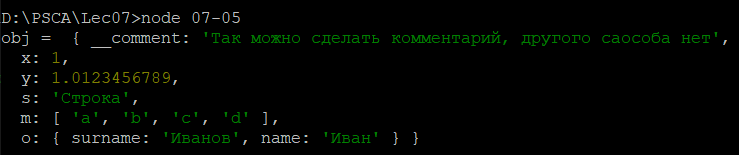 D:\PSCA\Lec07>node 07-05
obj =  { __comment: 'Так можно сделать комментарий, другого саособа нет',
  x: 1,
  y: 1.0123456789,
  s: 'Строка',
  m: [ 'a', 'b', 'c', 'd' ],
  o: { surname: 'Иванов', name: 'Иван' } }